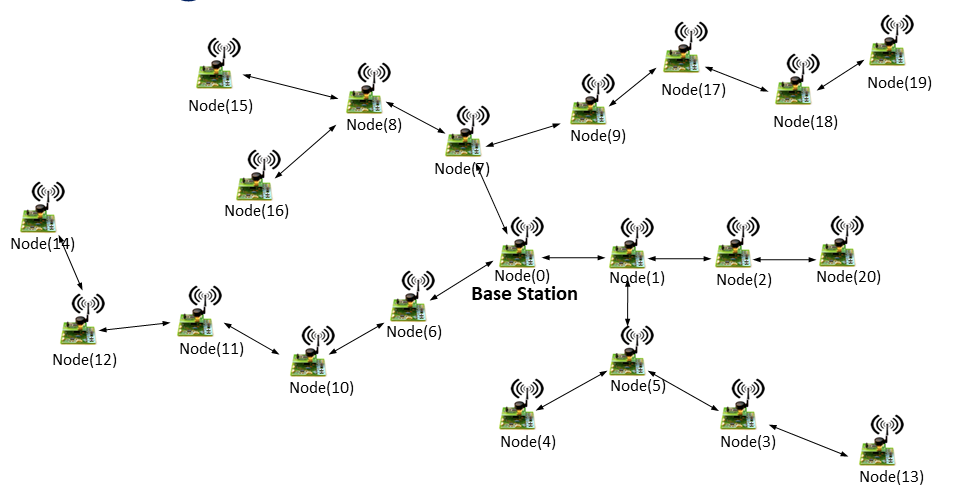 Node(19)
Node(17)
Node(15)
Node(18)
Node(8)
Node(9)
Node(7)
Node(16)
Node(14)
Node(0)
Base Station
Node(1)
Node(2)
Node(20)
Node(6)
Node(11)
Node(12)
Node(10)
Node(5)
Node(4)
Node(3)
Node(13)